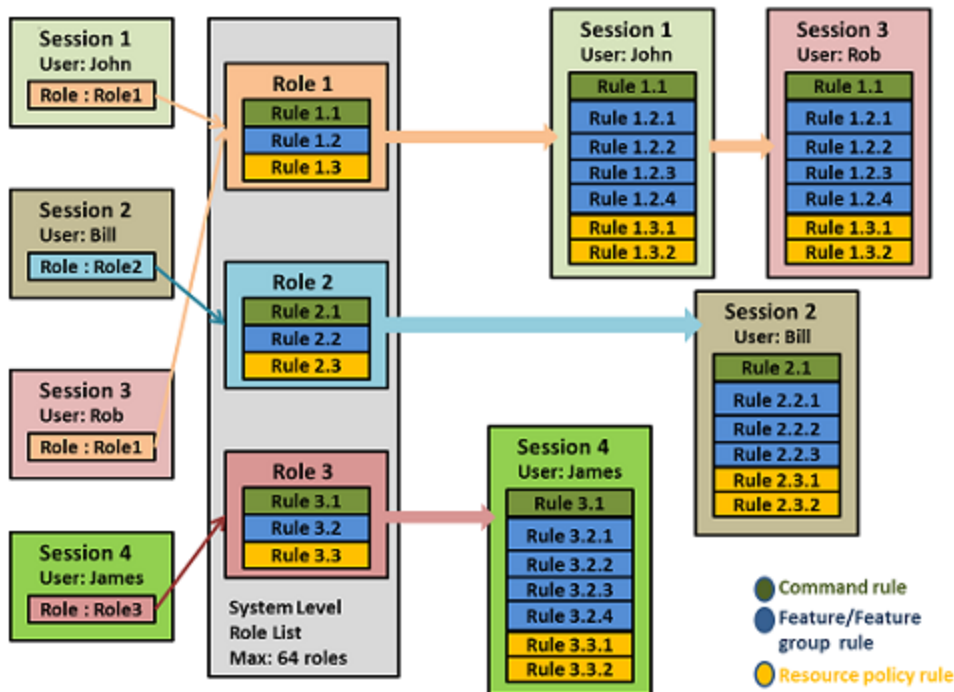 Session 1
User: John
Role : Role1
Session 2
User: Bill
Role : Role2
Session 3
User: Rob
Role : Role1
Session 4
User: James
Role : Role3
Role 1
Rule 1.1
Rule 1.2
Rule 1.3
Role 2
Rule 2.1
Rule 2.2
Rule 2.3
Role 3
Rule 3.1
Rule 3.2
Rule 3.3
System Level
Role List
Max: 64 roles
Session 1
User: John
Rule 1.1
Rule 1.2.1
Rule 1.2.2
Rule 1.2.3
Rule 1.2.4
Rule 1.3.1
Rule 1.3.2
Session 3
User: Rob
Rule 1.1
Rule 1.2.1
Rule 1.2.2
Rule 1.2.3
Rule 1.2.4
Rule 1.3.1
Rule 1.3.2
Session 2
User: Bill
Rule 2.1
Rule 2.2.1
Rule 2.2.2
Rule 2.2.3
Rule 2.3.1
Rule 2.3.2
Session 4
User: James
Rule 3.1
Rule 3.2.1
Rule 3.2.2
Rule 3.2.3
Rule 3.2.4
Rule 3.3.1
Rule 3.3.2
Command rule
Feature/Feature
group rule
Resource policy rule